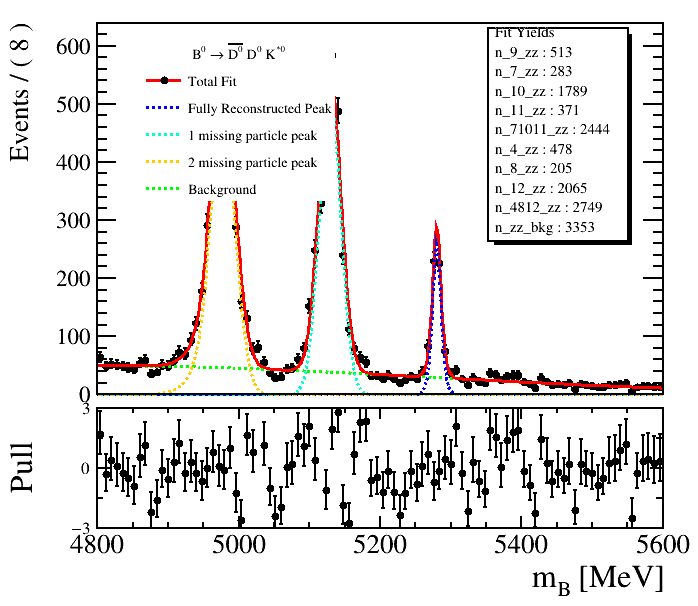 Events / ( 8 )
600
500
400
300
200
100
0
B⁰ → D̅⁰ D⁰ K*⁰
Total Fit
Fully Reconstructed Peak
1 missing particle peak
2 missing particle peak
Background
Fit Yields
n_9_zz : 513
n_7_zz : 283
n_10_zz : 1789
n_11_zz : 371
n_71011_zz : 2444
n_4_zz : 478
n_8_zz : 205
n_12_zz : 2065
n_4812_zz : 2749
n_zz_bkg : 3353
Pull
3
0
−3
4800 5000 5200 5400 5600
m_B [MeV]